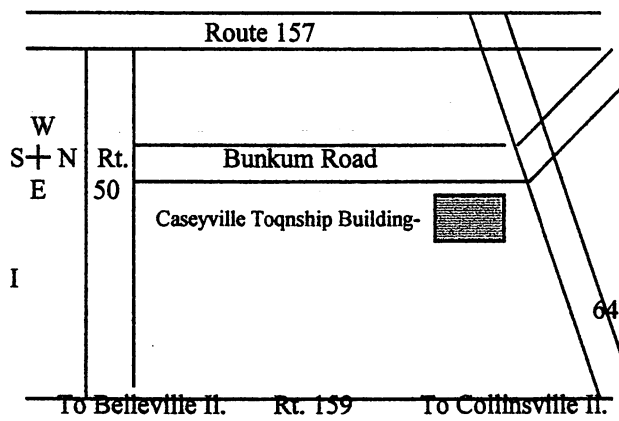 Route 157
W
S+N
E
Rt.
50
Bunkum Road
Caseyville Toqnship Building-
I
64
To Belleville Il. Rt. 159 To Collinsville Il.